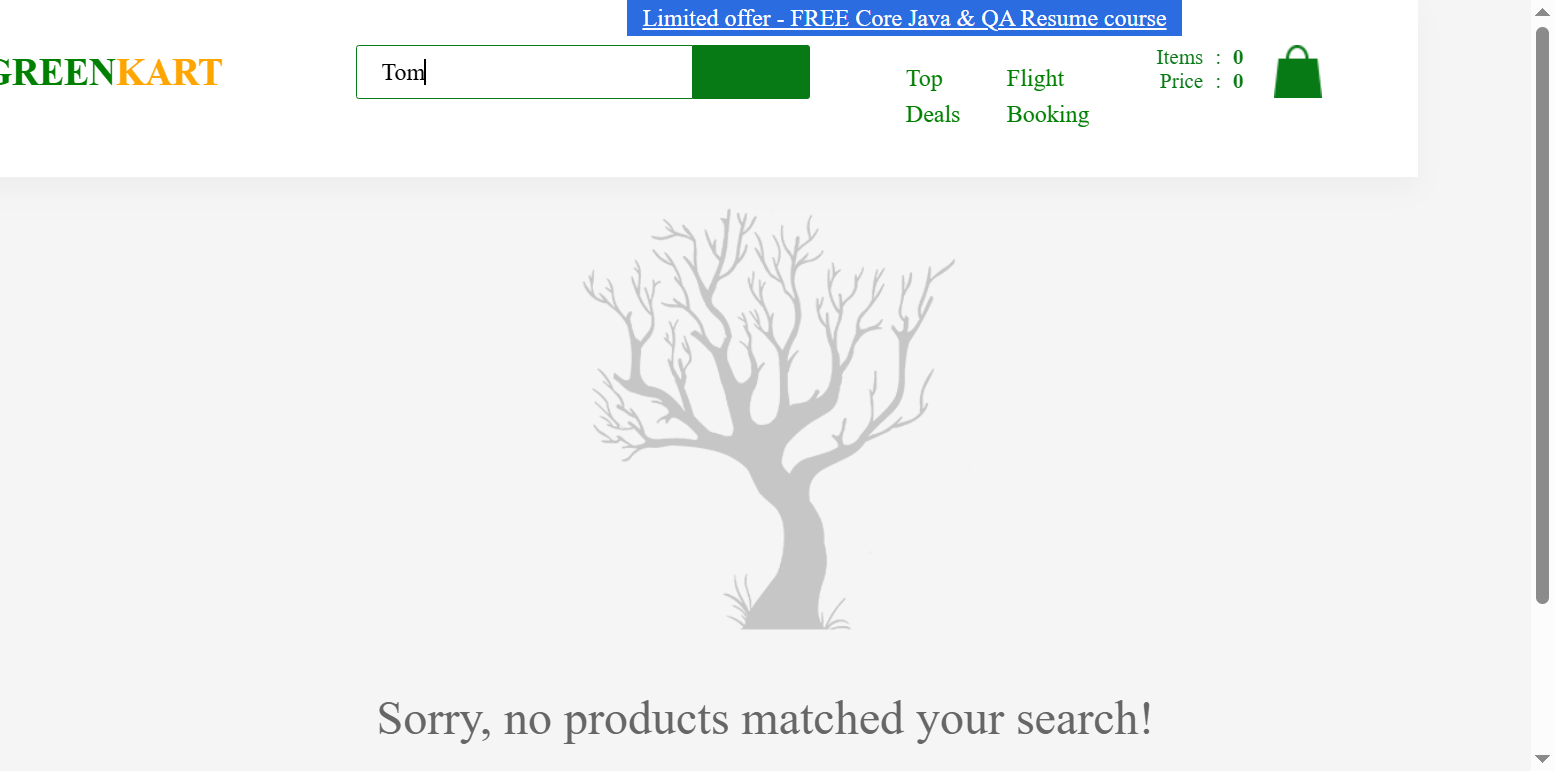 Limited offer - FREE Core Java & QA Resume course
GREENKART
Tom
Top
Deals
Flight
Booking
Items : 0
Price : 0
Sorry, no products matched your search!